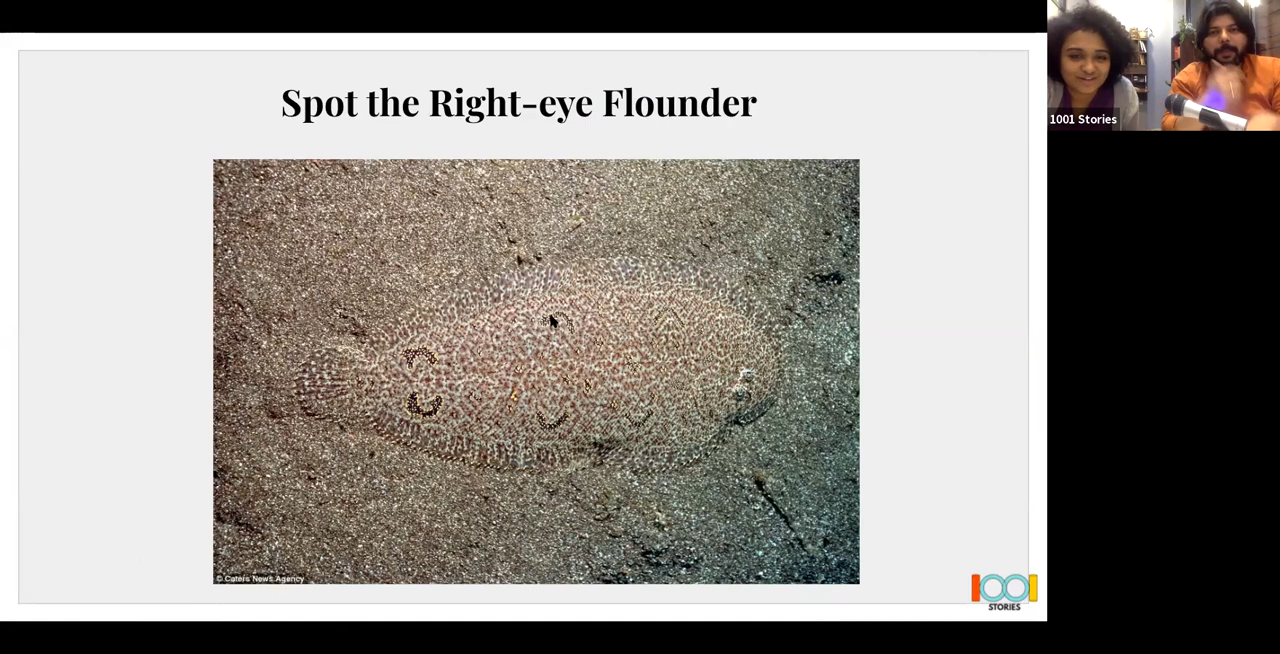 Spot the Right-eye Flounder
1001 Stories
© Caters News Agency
1001
STORIES